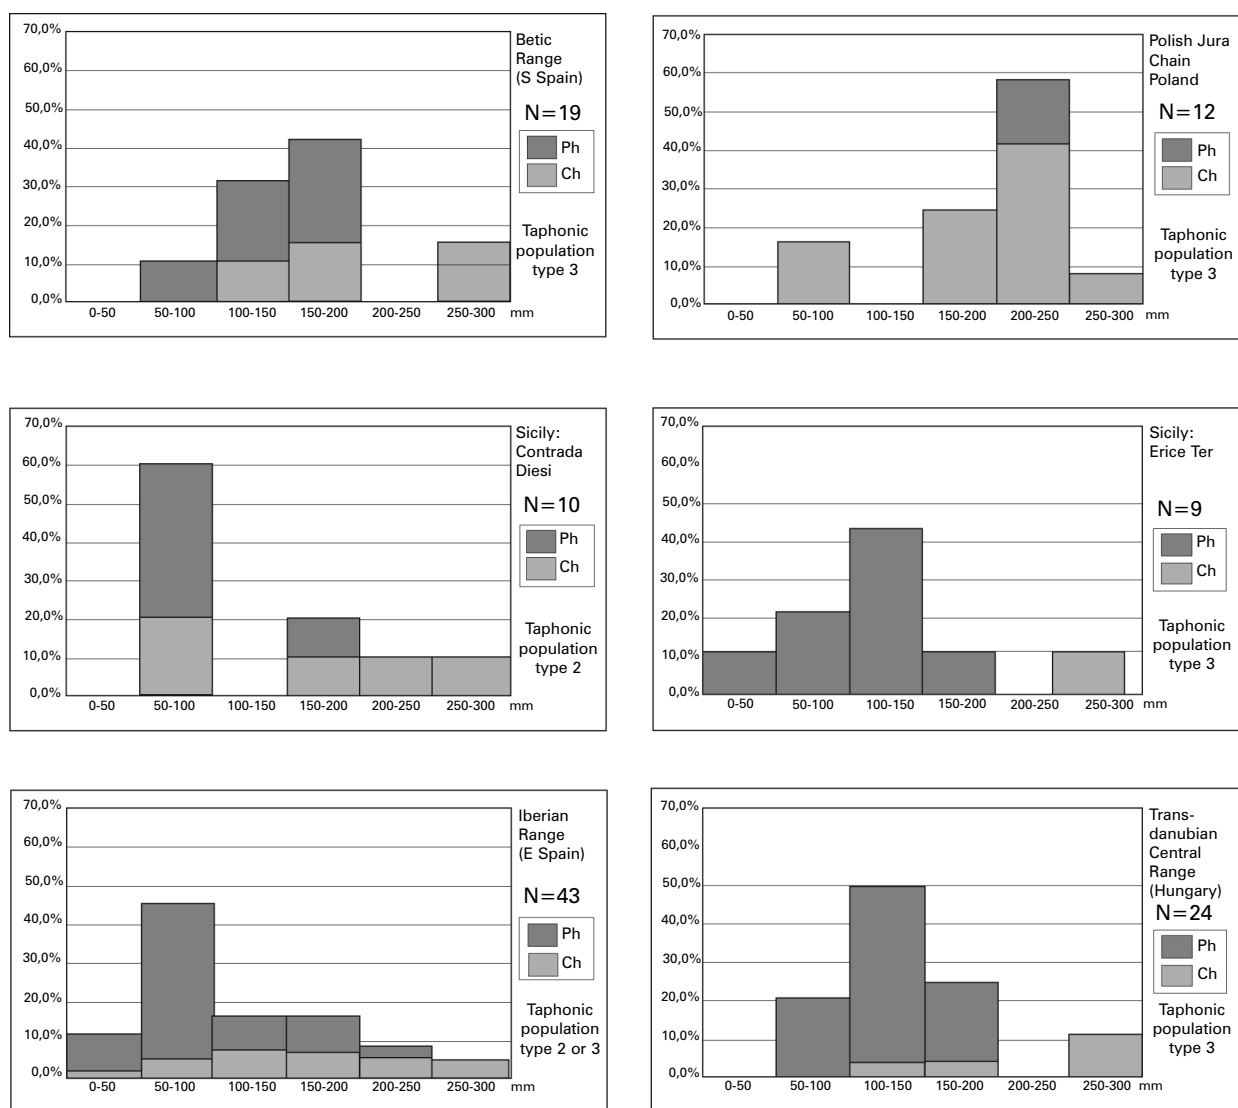 70,0%
60,0%
50,0%
40,0%
30,0%
20,0%
10,0%
0,0%
0-50 50-100 100-150 150-200 200-250 250-300 mm
Betic
Range
(S Spain)
N=19
Ph
Ch
Taphonic
population
type 3
70,0%
60,0%
50,0%
40,0%
30,0%
20,0%
10,0%
0,0%
0-50 50-100 100-150 150-200 200-250 250-300 mm
Polish Jura
Chain
Poland
N=12
Ph
Ch
Taphonic
population
type 3
70,0%
60,0%
50,0%
40,0%
30,0%
20,0%
10,0%
0,0%
0-50 50-100 100-150 150-200 200-250 250-300 mm
Sicily:
Contrada
Diesi
N=10
Ph
Ch
Taphonic
population
type 2
70,0%
60,0%
50,0%
40,0%
30,0%
20,0%
10,0%
0,0%
0-50 50-100 100-150 150-200 200-250 250-300 mm
Sicily:
Erice Ter
N=9
Ph
Ch
Taphonic
population
type 3
70,0%
60,0%
50,0%
40,0%
30,0%
20,0%
10,0%
0,0%
0-50 50-100 100-150 150-200 200-250 250-300 mm
Iberian
Range
(E Spain)
N=43
Ph
Ch
Taphonic
population
type 2 or 3
70,0%
60,0%
50,0%
40,0%
30,0%
20,0%
10,0%
0,0%
0-50 50-100 100-150 150-200 200-250 250-300 mm
Trans-
danubian
Central
Range
(Hungary)
N=24
Ph
Ch
Taphonic
population
type 3